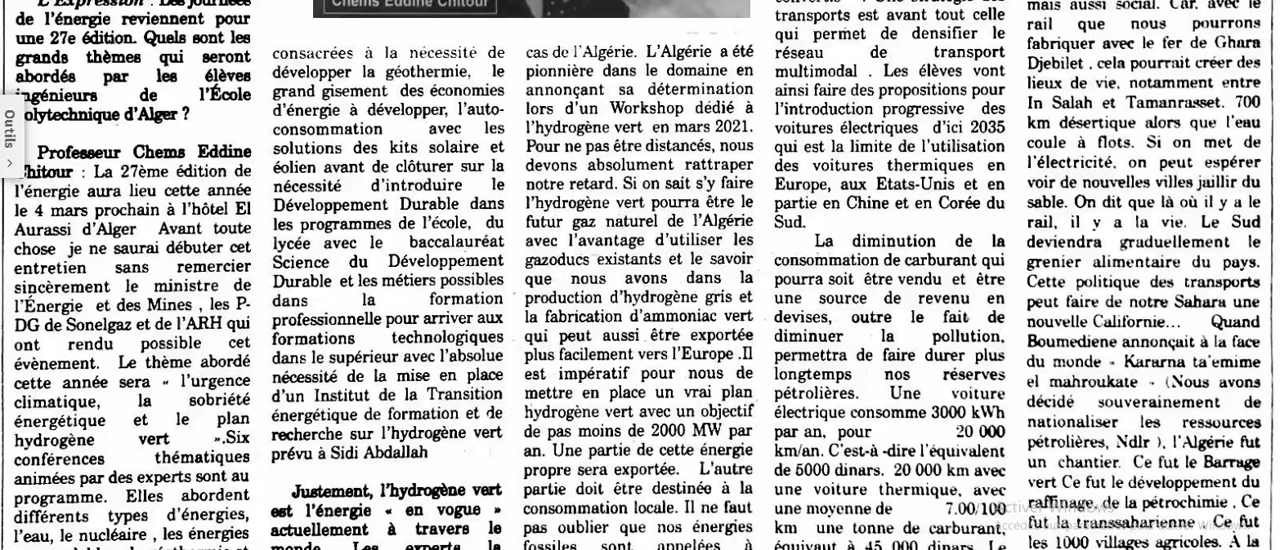 L'Expression : Les journées
de l'énergie reviennent pour
une 27e édition. Quels sont les
grands thèmes qui seront
abordés par les élèves
ingénieurs de l'École
olytechnique d'Alger ?
Professeur Chems Eddine
hitour : La 27ème édition de
l'énergie aura lieu cette année
le 4 mars prochain à l'hôtel El
Aurassi d'Alger Avant toute
chose je ne saurai débuter cet
entretien sans remercier
sincèrement le ministre de
l'Énergie et des Mines , les P-
DG de Sonelgaz et de l'ARH qui
ont rendu possible cet
évènement. Le thème abordé
cette année sera « l'urgence
climatique, la sobriété
énergétique et le plan
hydrogène vert ».Six
conférences thématiques
animées par des experts sont au
programme. Elles abordent
différents types d'énergies,
l'eau, le nucléaire , les énergies
Chems Eddine Chitour
consacrées à la nécessité de
développer la géothermie, le
grand gisement des économies
d'énergie à développer, l'auto-
consommation avec les
solutions des kits solaire et
éolien avant de clôturer sur la
nécessité d'introduire le
Développement Durable dans
les programmes de l'école, du
lycée avec le baccalauréat
Science du Développement
Durable et les métiers possibles
dans la formation
professionnelle pour arriver aux
formations technologiques
dans le supérieur avec l'absolue
nécessité de la mise en place
d'un Institut de la Transition
énergétique de formation et de
recherche sur l'hydrogène vert
prévu à Sidi Abdallah
Justement, l'hydrogène vert
est l'énergie « en vogue »
actuellement à travers le
monde. Les experts la
cas de l'Algérie. L'Algérie a été
pionnière dans le domaine en
annonçant sa détermination
lors d'un Workshop dédié à
l'hydrogène vert en mars 2021.
Pour ne pas être distancés, nous
devons absolument rattraper
notre retard. Si on sait s'y faire
l'hydrogène vert pourra être le
futur gaz naturel de l'Algérie
avec l'avantage d'utiliser les
gazoducs existants et le savoir
que nous avons dans la
production d'hydrogène gris et
la fabrication d'ammoniac vert
qui peut aussi être exportée
plus facilement vers l'Europe .Il
est impératif pour nous de
mettre en place un vrai plan
hydrogène vert avec un objectif
de pas moins de 2000 MW par
an. Une partie de cette énergie
propre sera exportée. L'autre
partie doit être destinée à la
consommation locale. Il ne faut
pas oublier que nos énergies
fossiles sont appelées à
transports est avant tout celle
qui permet de densifier le
réseau de transport
multimodal . Les élèves vont
ainsi faire des propositions pour
l'introduction progressive des
voitures électriques d'ici 2035
qui est la limite de l'utilisation
des voitures thermiques en
Europe, aux Etats-Unis et en
partie en Chine et en Corée du
Sud.
La diminution de la
consommation de carburant qui
pourra soit être vendu et être
une source de revenu en
devises, outre le fait de
diminuer la pollution,
permettra de faire durer plus
longtemps nos réserves
pétrolières. Une voiture
électrique consomme 3000 kWh
par an, pour 20 000
km/an. C'est-à -dire l'équivalent
de 5000 dinars. 20 000 km avec
une voiture thermique, avec
une moyenne de 7.00/100
km une tonne de carburant,
équivaut à 45 000 dinars. Le
mais aussi social. Car, avec le
rail que nous pourrons
fabriquer avec le fer de Ghara
Djebilet , cela pourrait créer des
lieux de vie, notamment entre
In Salah et Tamanrasset. 700
km désertique alors que l'eau
coule à flots. Si on met de
l'électricité, on peut espérer
voir de nouvelles villes jaillir du
sable. On dit que là où il y a le
rail, il y a la vie. Le Sud
deviendra graduellement le
grenier alimentaire du pays.
Cette politique des transports
peut faire de notre Sahara une
nouvelle Californie... Quand
Boumediene annonçait à la face
du monde « Kararna ta'emime
el mahroukate » (Nous avons
décidé souverainement de
nationaliser les ressources
pétrolières, Ndlr ), l'Algérie fut
un chantier. Ce fut le Barrage
vert Ce fut le développement du
raffinage, de la pétrochimie . Ce
fut la transsaharienne . Ce fut
les 1000 villages agricoles. À la
Outils